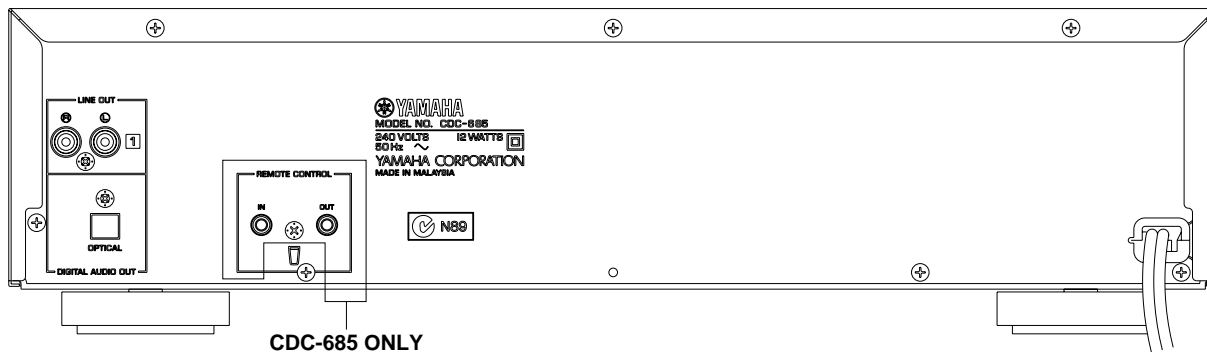 LINE OUT
R L
1
OPTICAL
DIGITAL AUDIO OUT
REMOTE CONTROL
IN OUT
YAMAHA
MODEL NO. CDC-685
240 VOLTS 12 WATTS
50Hz ~
YAMAHA CORPORATION
MADE IN MALAYSIA
N89
CDC-685 ONLY